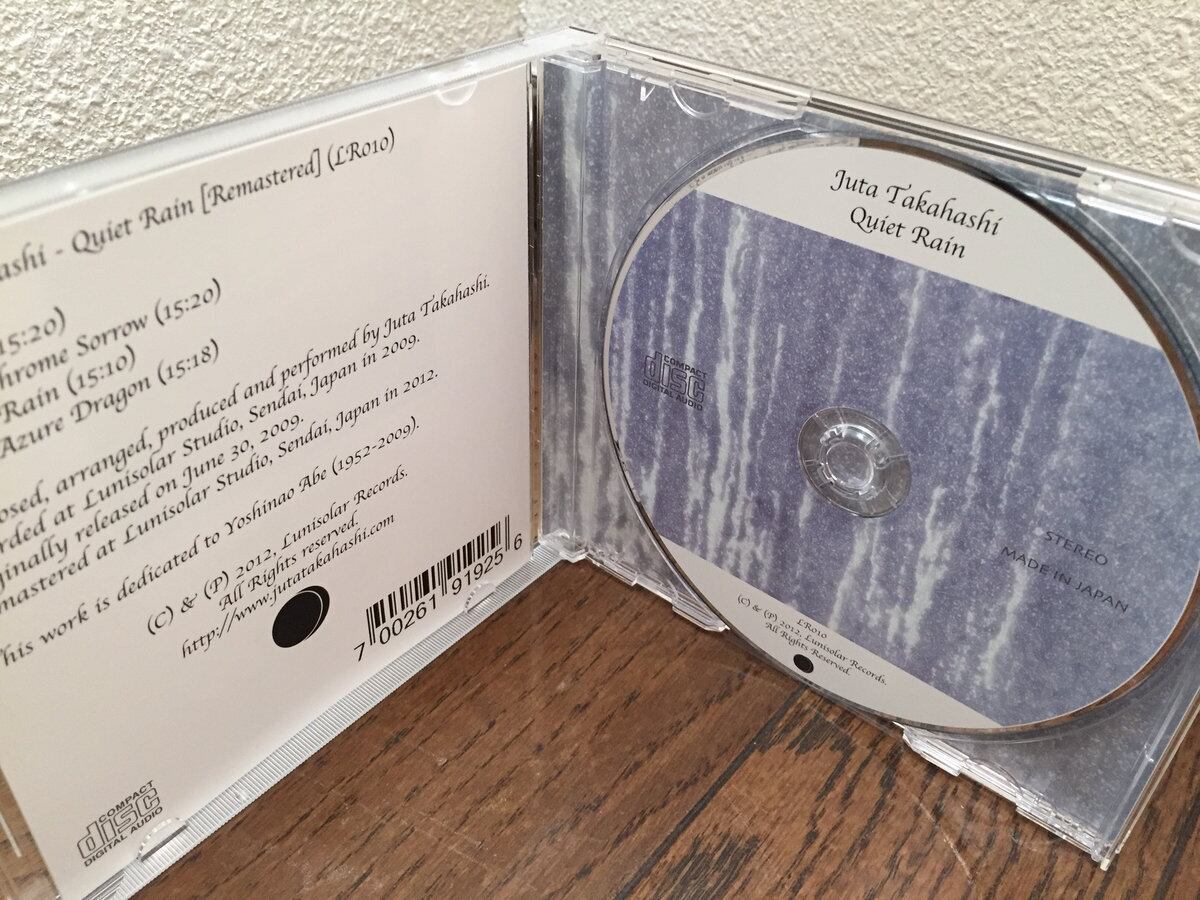 ashi - Quiet Rain [Remastered] (LR010)
15:20)
hrome Sorrow (15:20)
Rain (15:10)
Azure Dragon (15:18)
osed, arranged, produced and performed by Juta Takahashi.
rded at Lunisolar Studio, Sendai, Japan in 2009.
ginally released on June 30, 2009.
mastered at Lunisolar Studio, Sendai, Japan in 2012.
his work is dedicated to Yoshinao Abe (1952-2009).
(C) & (P) 2012, Lunisolar Records.
All Rights reserved.
http://www.jutatakahashi.com
7 00261 91925 6
COMPACT
disc
DIGITAL AUDIO
Juta Takahashi
Quiet Rain
COMPACT
disc
DIGITAL AUDIO
STEREO
MADE IN JAPAN
LR010
(C) & (P) 2012, Lunisolar Records.
All Rights Reserved.